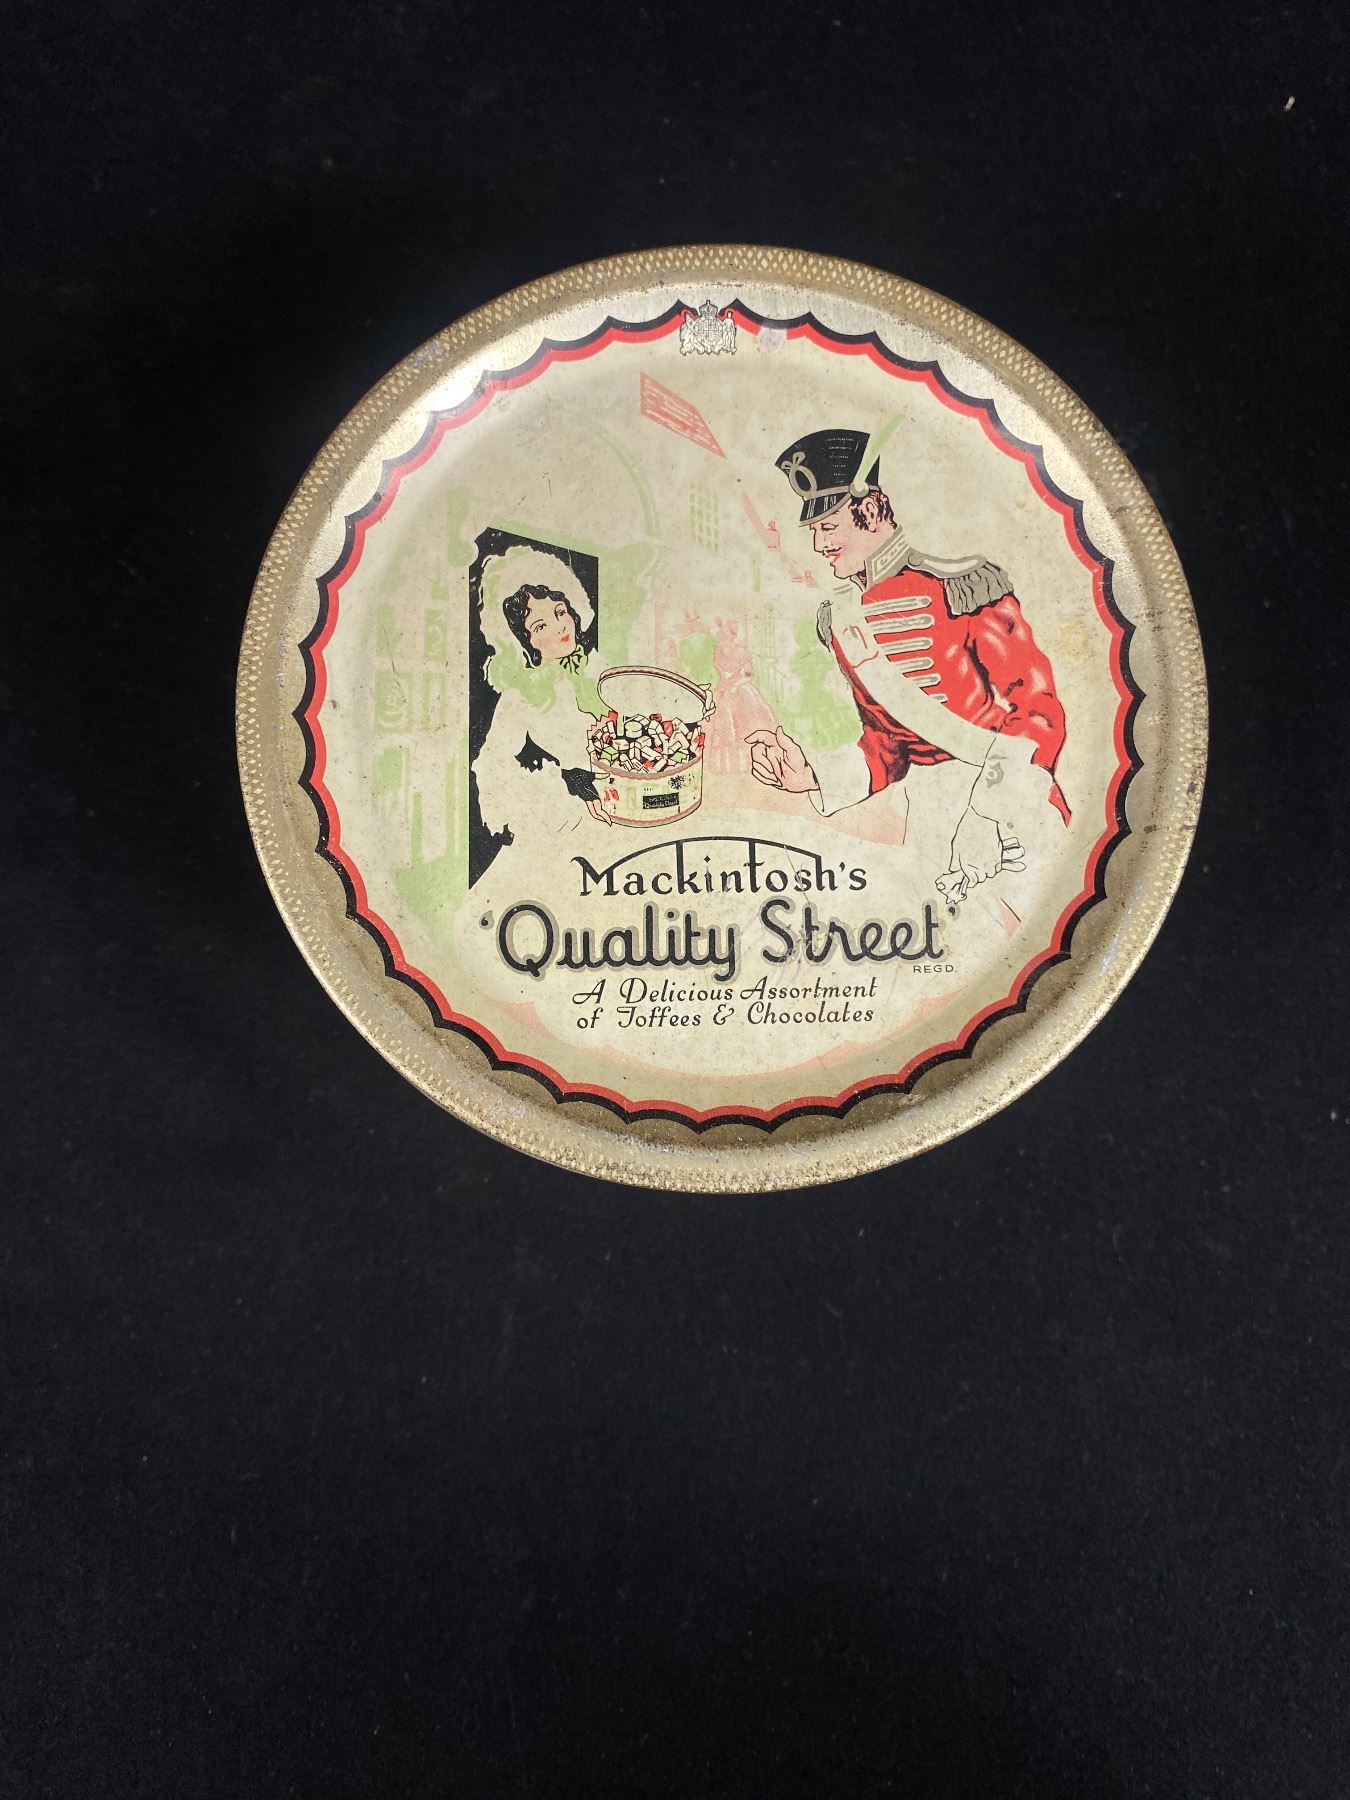 Mackintosh's
'Quality Street'
REGD.
A Delicious Assortment
of Toffees & Chocolates